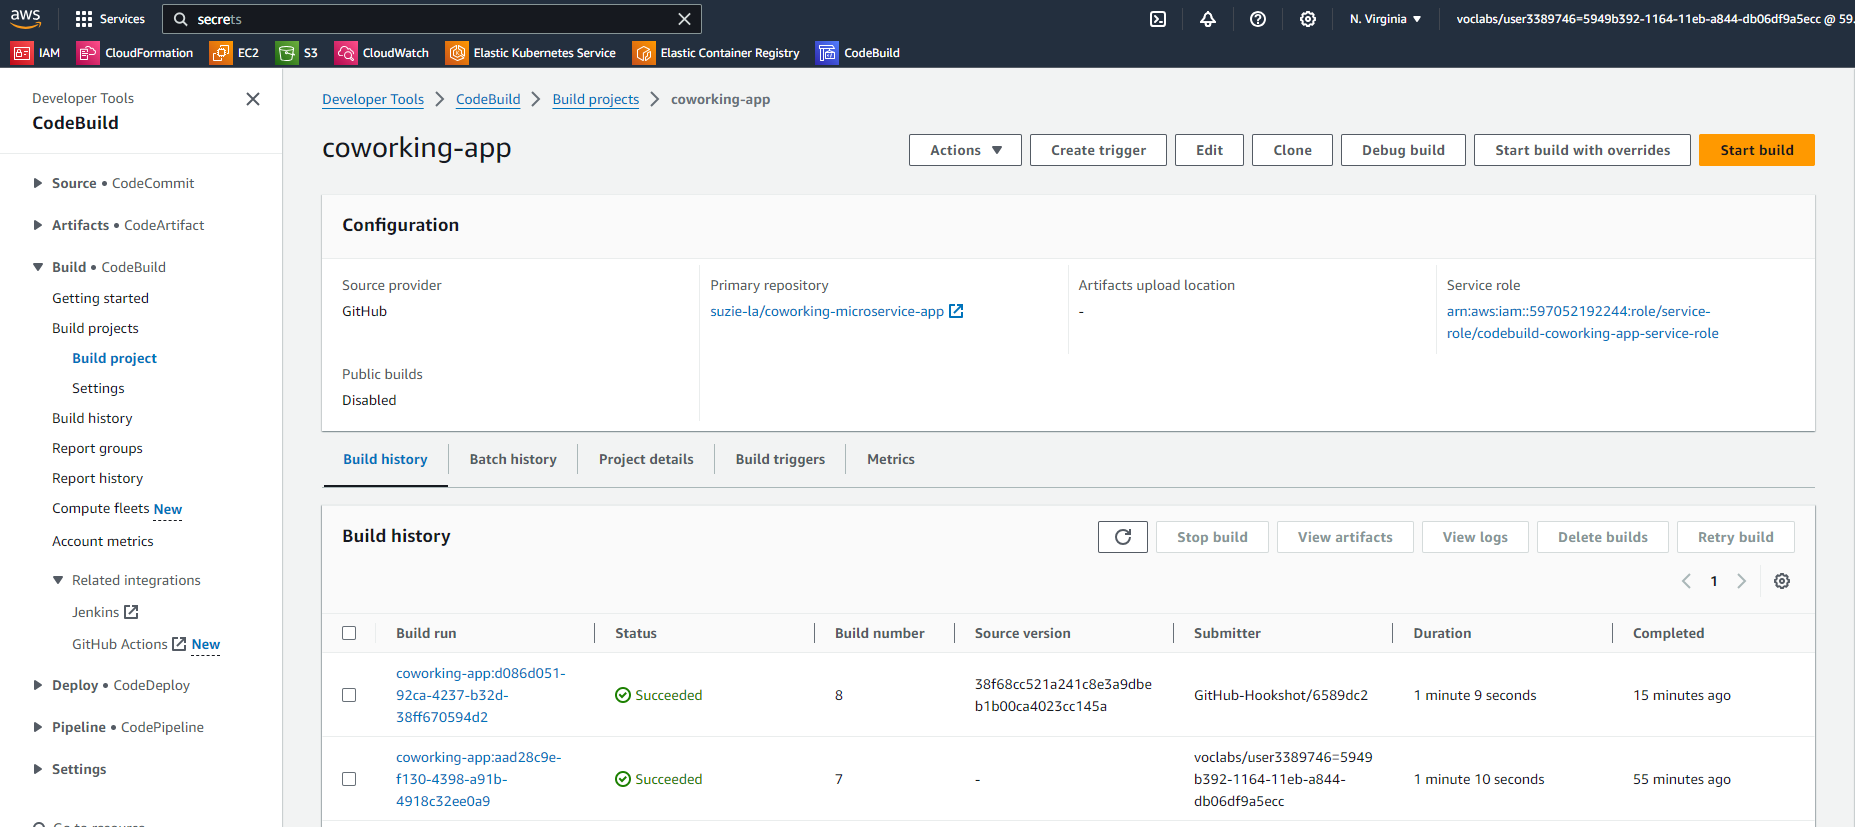 aws
Services
secrets
N. Virginia
voclabs/user3389746=5949b392-1164-11eb-a844-db06df9a5ecc @ 59
IAM
CloudFormation
EC2
S3
CloudWatch
Elastic Kubernetes Service
Elastic Container Registry
CodeBuild
Developer Tools
CodeBuild
Source • CodeCommit
Artifacts • CodeArtifact
Build • CodeBuild
Getting started
Build projects
Build project
Settings
Build history
Report groups
Report history
Compute fleets New
Account metrics
Related integrations
Jenkins
GitHub Actions New
Deploy • CodeDeploy
Pipeline • CodePipeline
Settings
Go to resource
Developer Tools
CodeBuild
Build projects
coworking-app
coworking-app
Actions
Create trigger
Edit
Clone
Debug build
Start build with overrides
Start build
Configuration
Source provider
GitHub
Primary repository
suzie-la/coworking-microservice-app
Artifacts upload location
-
Service role
arn:aws:iam::597052192244:role/service-
role/codebuild-coworking-app-service-role
Public builds
Disabled
Build history
Batch history
Project details
Build triggers
Metrics
Build history
Stop build
View artifacts
View logs
Delete builds
Retry build
1
Build run
Status
Build number
Source version
Submitter
Duration
Completed
coworking-app:d086d051-
92ca-4237-b32d-
38ff670594d2
Succeeded
8
38f68cc521a241c8e3a9dbe
b1b00ca4023cc145a
GitHub-Hookshot/6589dc2
1 minute 9 seconds
15 minutes ago
coworking-app:aad28c9e-
f130-4398-a91b-
4918c32ee0a9
Succeeded
7
-
voclabs/user3389746=5949
b392-1164-11eb-a844-
db06df9a5ecc
1 minute 10 seconds
55 minutes ago